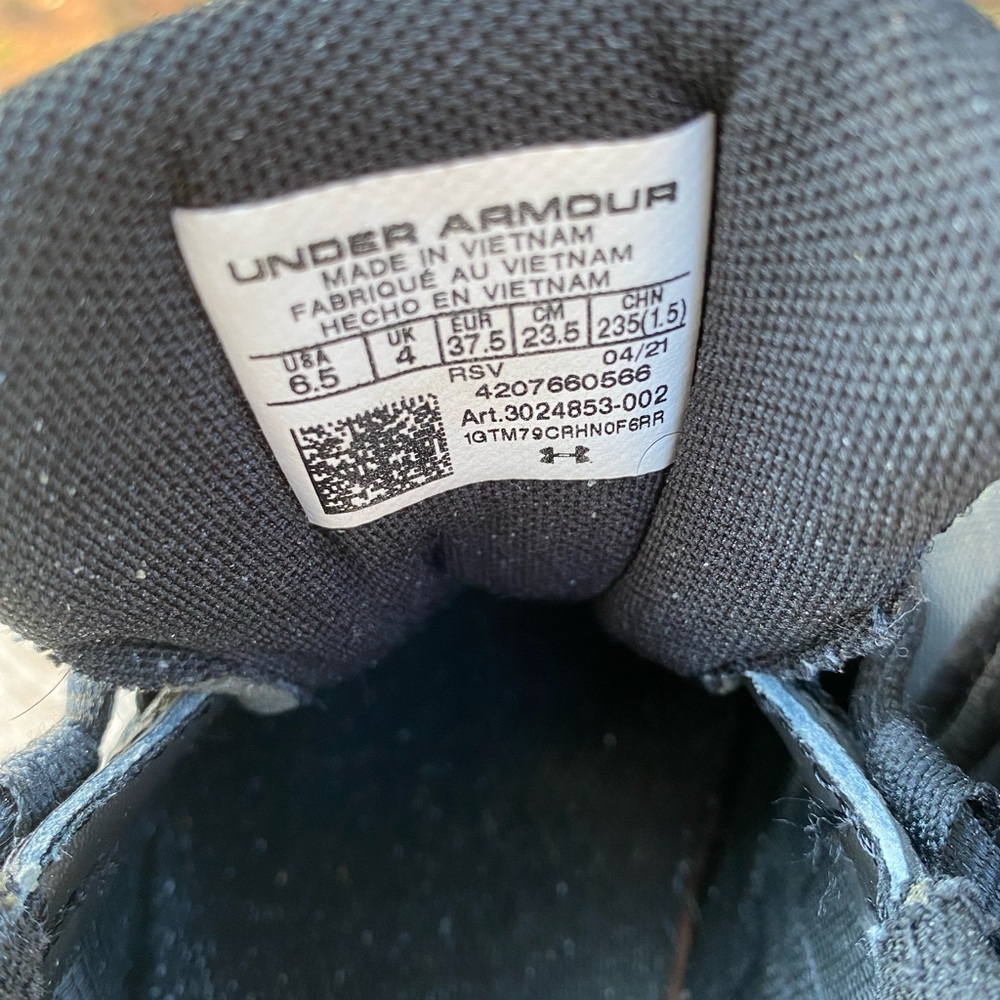 UNDER ARMOUR
MADE IN VIETNAM
FABRIQUÉ AU VIETNAM
HECHO EN VIETNAM
USA UK EUR CM CHN
6.5 4 37.5 23.5 235(1.5)
RSV 04/21
4207660566
Art.3024853-002
1GTM79CRHN0F6RR